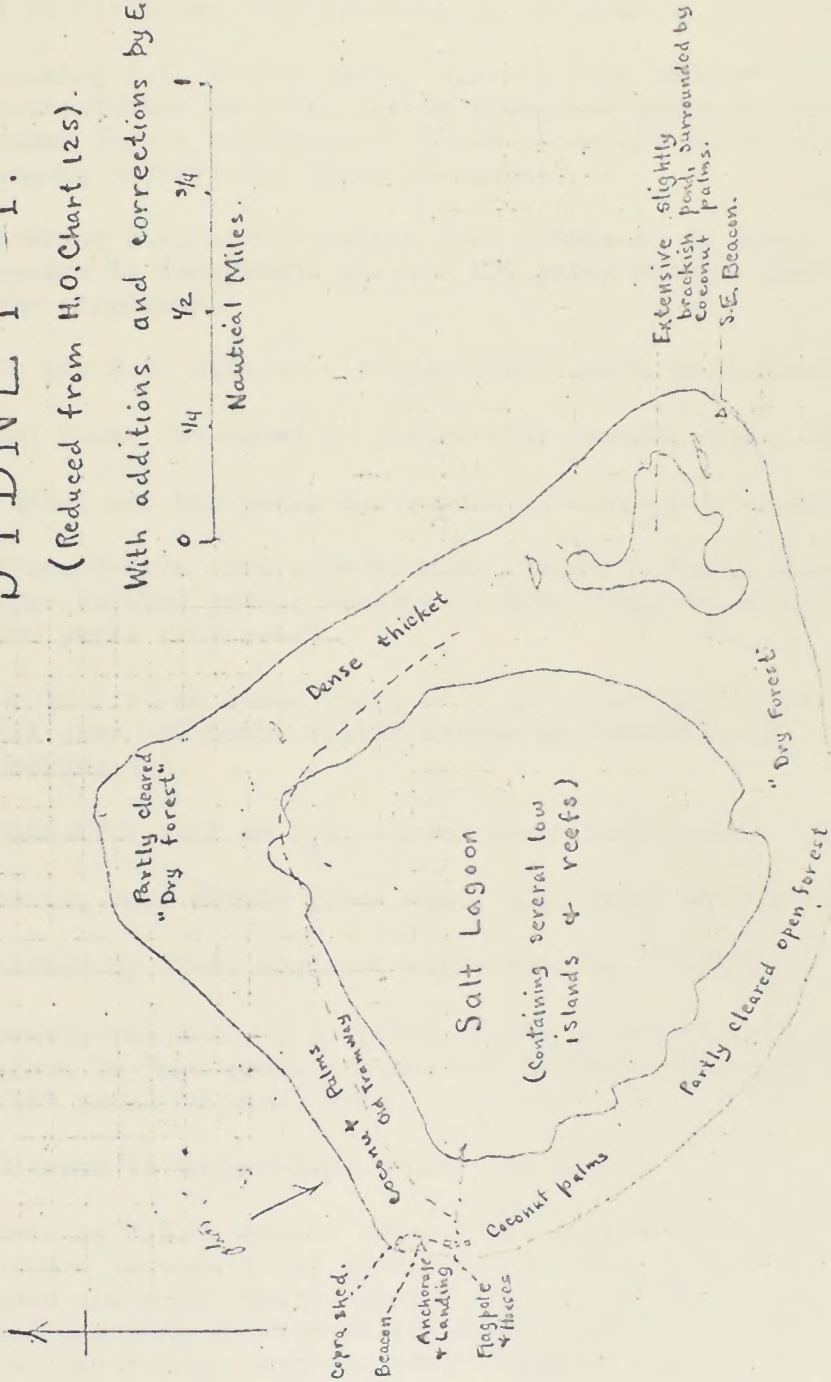 SYDNEY I.
(Reduced from H.O. Chart 125).
With additions and corrections by E.
0 1/4 1/2 3/4 1
Nautical Miles.
Partly cleared
"Dry forest"
Dense thicket
Coconut Palms
Old Tramway
Copra shed.
Beacon
Anchorage
& Landing
Flagpole
& Houses
Salt Lagoon
(Containing several low
islands & reefs)
Coconut palms
Partly cleared open forest
"Dry Forest"
Extensive slightly
brackish pond, surrounded by
coconut palms.
S.E. Beacon.